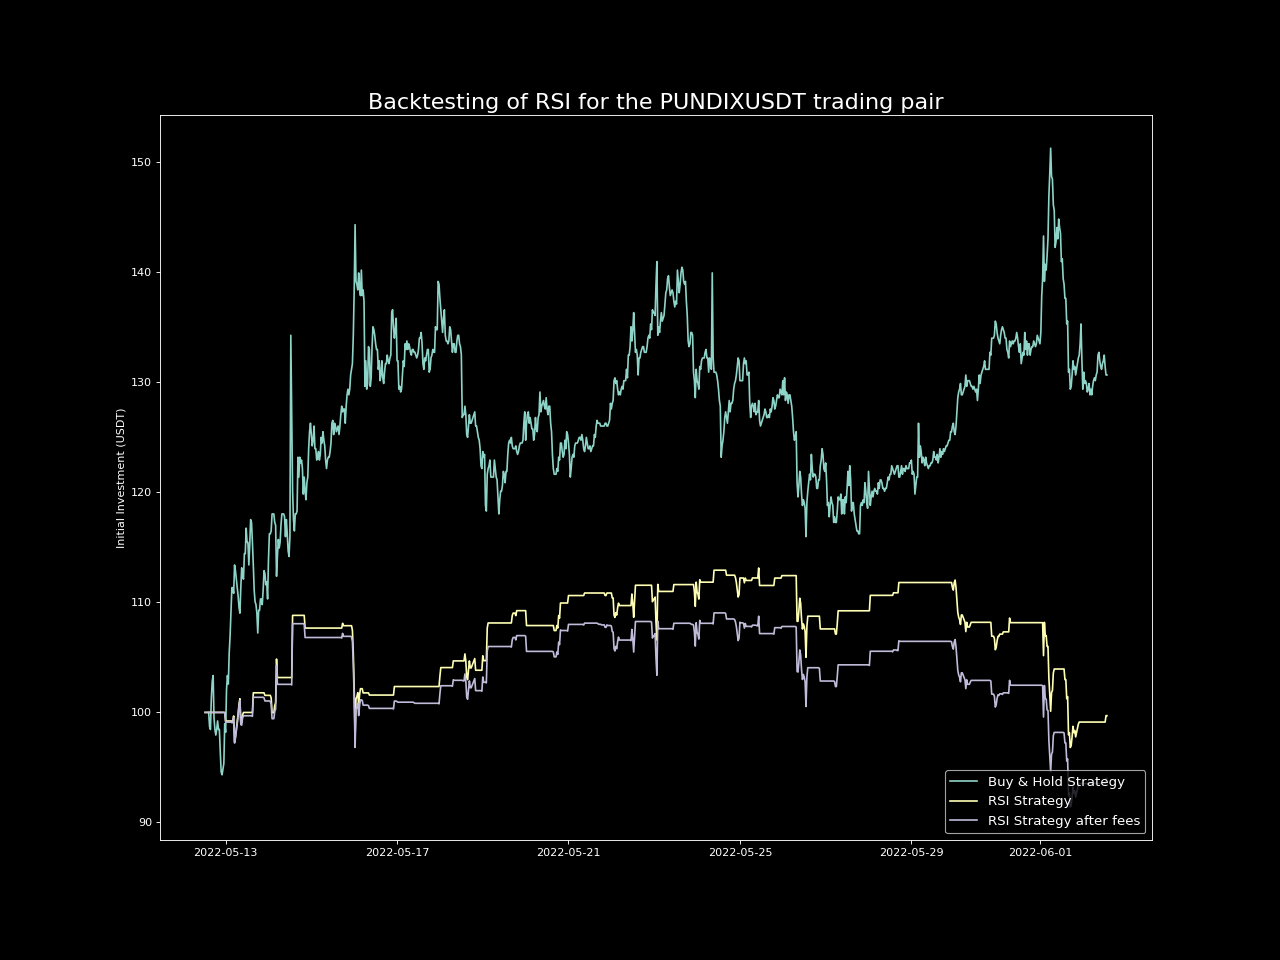 Backtesting of RSI for the PUNDIXUSDT trading pair
Initial Investment (USDT)
150
140
130
120
110
100
90
2022-05-13 2022-05-17 2022-05-21 2022-05-25 2022-05-29 2022-06-01
Buy & Hold Strategy
RSI Strategy
RSI Strategy after fees